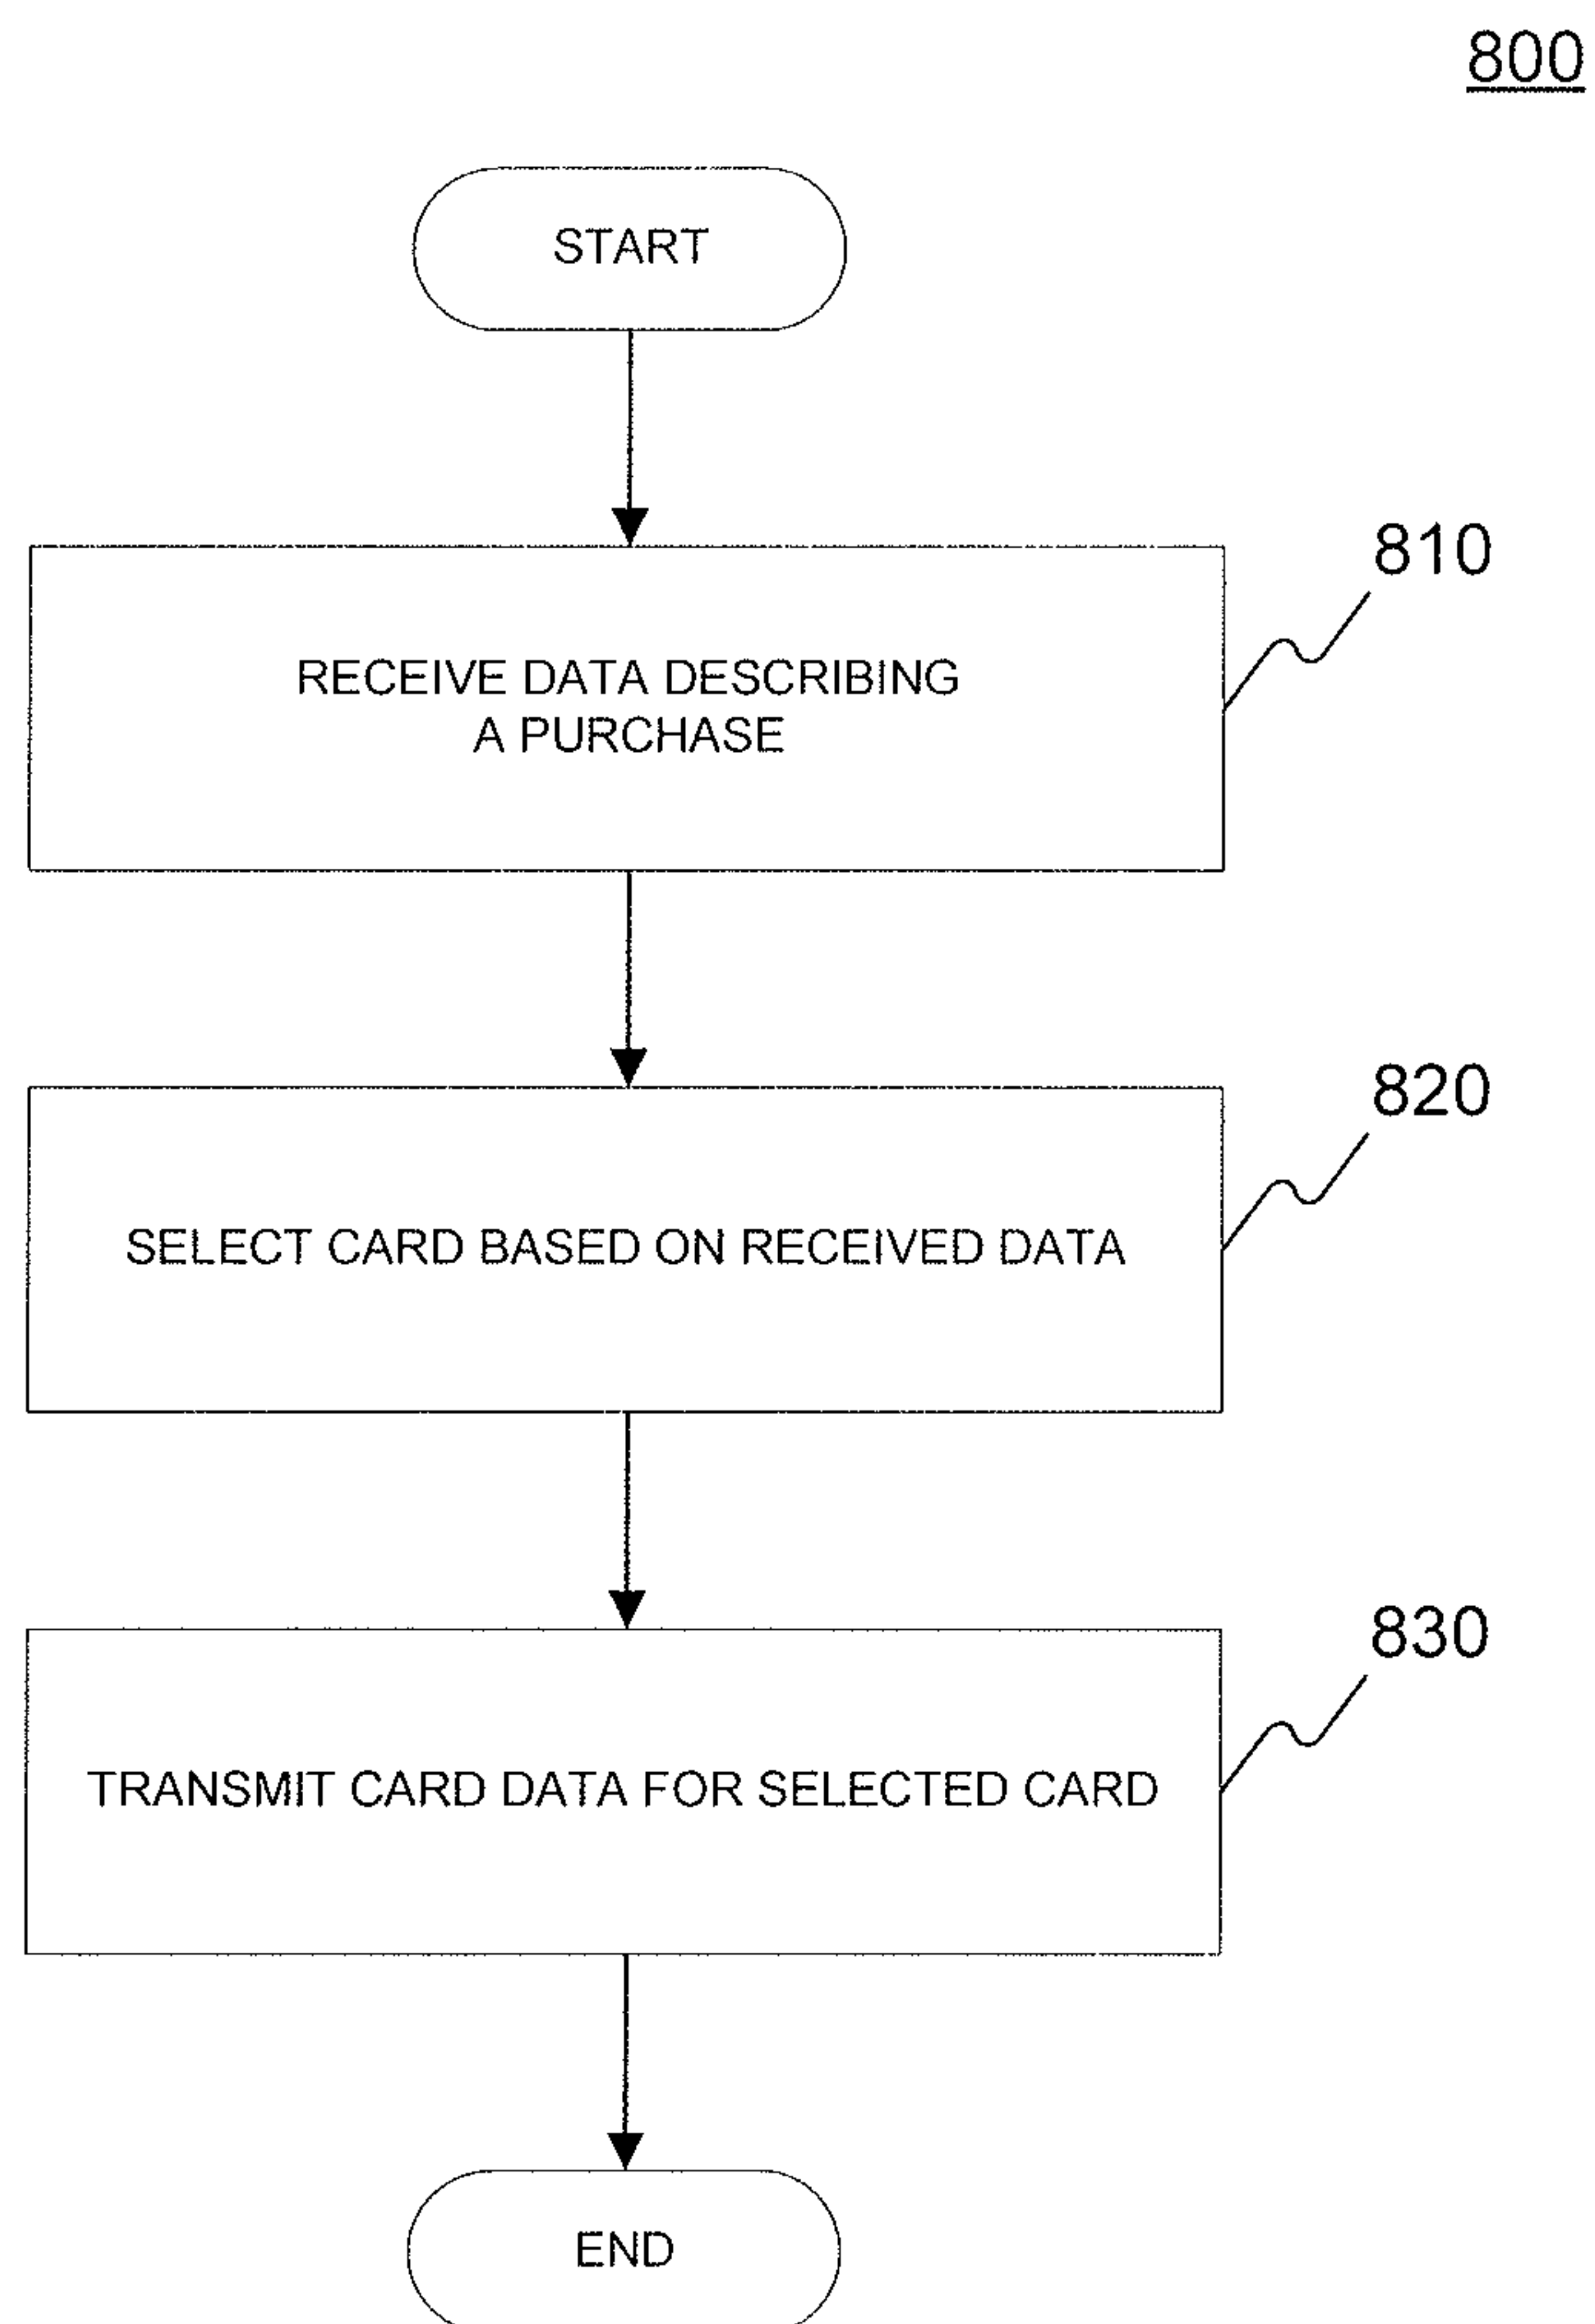 800
START
810
RECEIVE DATA DESCRIBING
A PURCHASE
820
SELECT CARD BASED ON RECEIVED DATA
830
TRANSMIT CARD DATA FOR SELECTED CARD
END